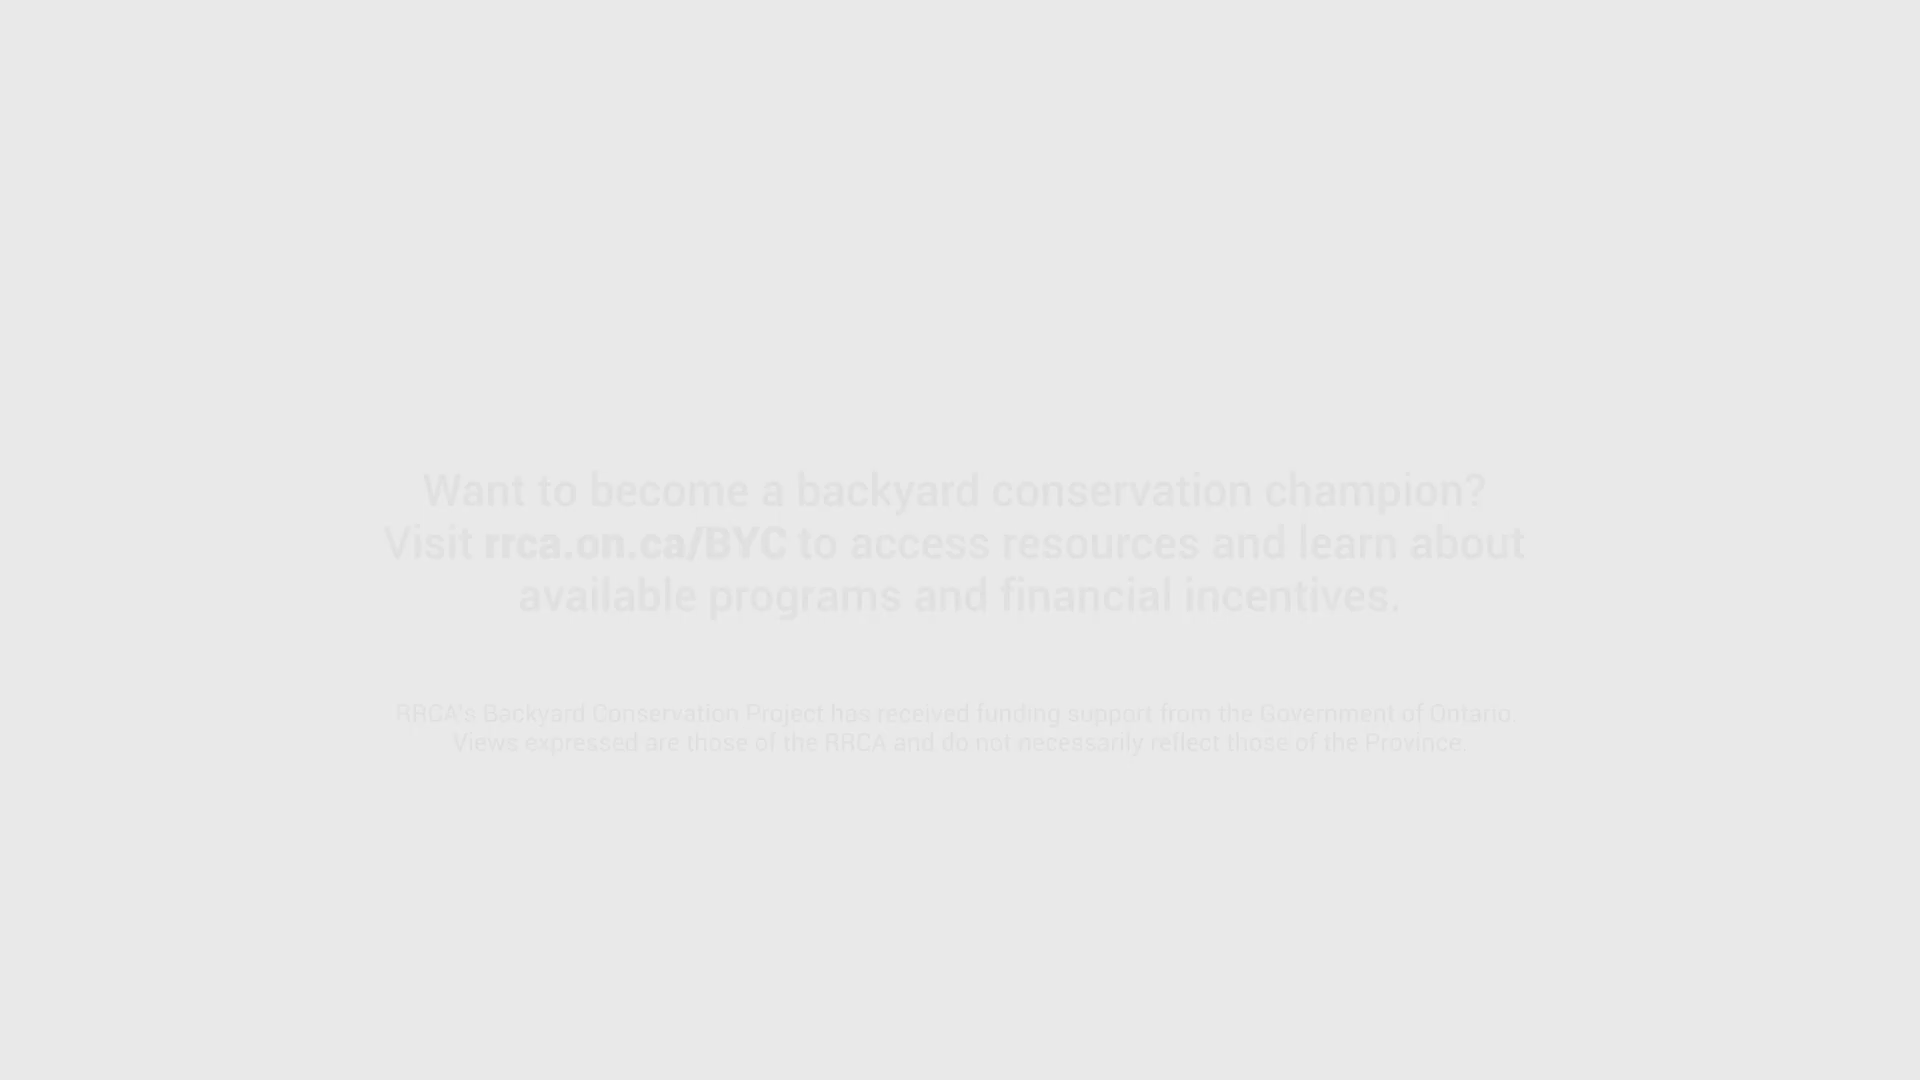 Want to become a backyard conservation champion?
Visit rrca.on.ca/BYC to access resources and learn about
available programs and financial incentives.
RRCA's Backyard Conservation Project has received funding support from the Government of Ontario.
Views expressed are those of the RRCA and do not necessarily reflect those of the Province.